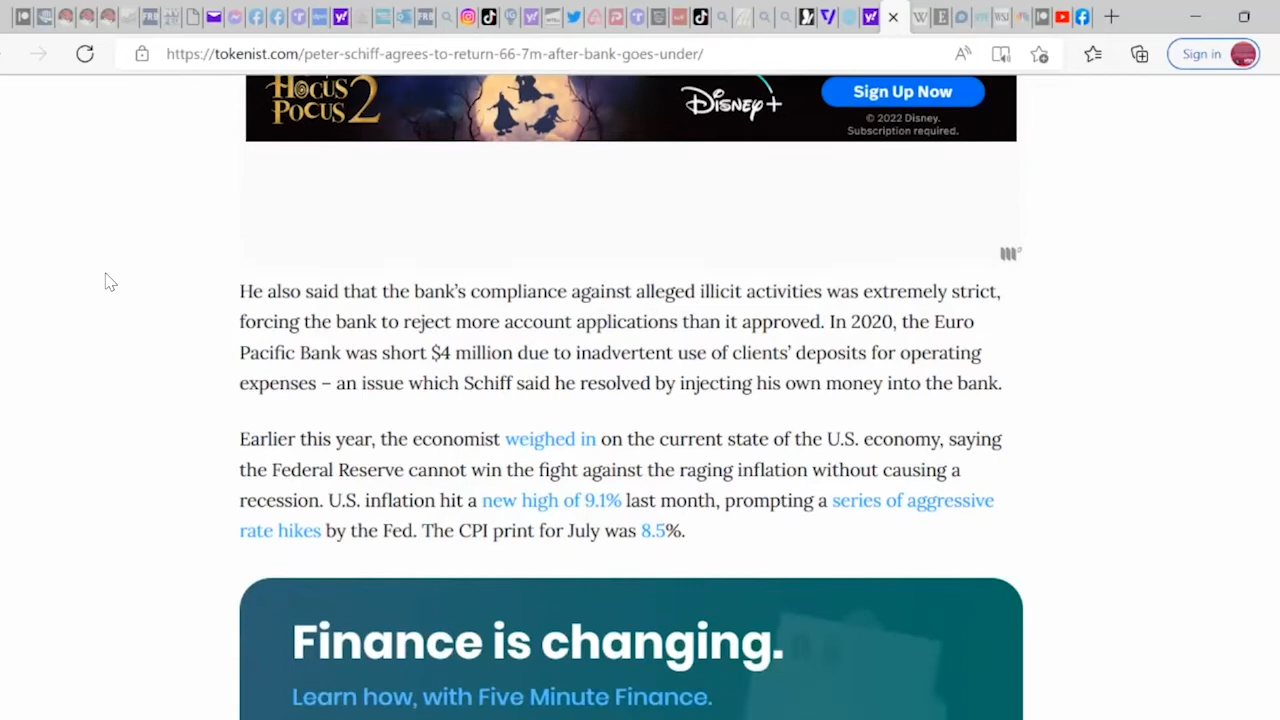 https://tokenist.com/peter-schiff-agrees-to-return-66-7m-after-bank-goes-under/
Sign in
HOCUS
POCUS 2
Disney+
Sign Up Now
© 2022 Disney.
Subscription required.
He also said that the bank’s compliance against alleged illicit activities was extremely strict,
forcing the bank to reject more account applications than it approved. In 2020, the Euro
Pacific Bank was short $4 million due to inadvertent use of clients’ deposits for operating
expenses – an issue which Schiff said he resolved by injecting his own money into the bank.
Earlier this year, the economist weighed in on the current state of the U.S. economy, saying
the Federal Reserve cannot win the fight against the raging inflation without causing a
recession. U.S. inflation hit a new high of 9.1% last month, prompting a series of aggressive
rate hikes by the Fed. The CPI print for July was 8.5%.
Finance is changing.
Learn how, with Five Minute Finance.